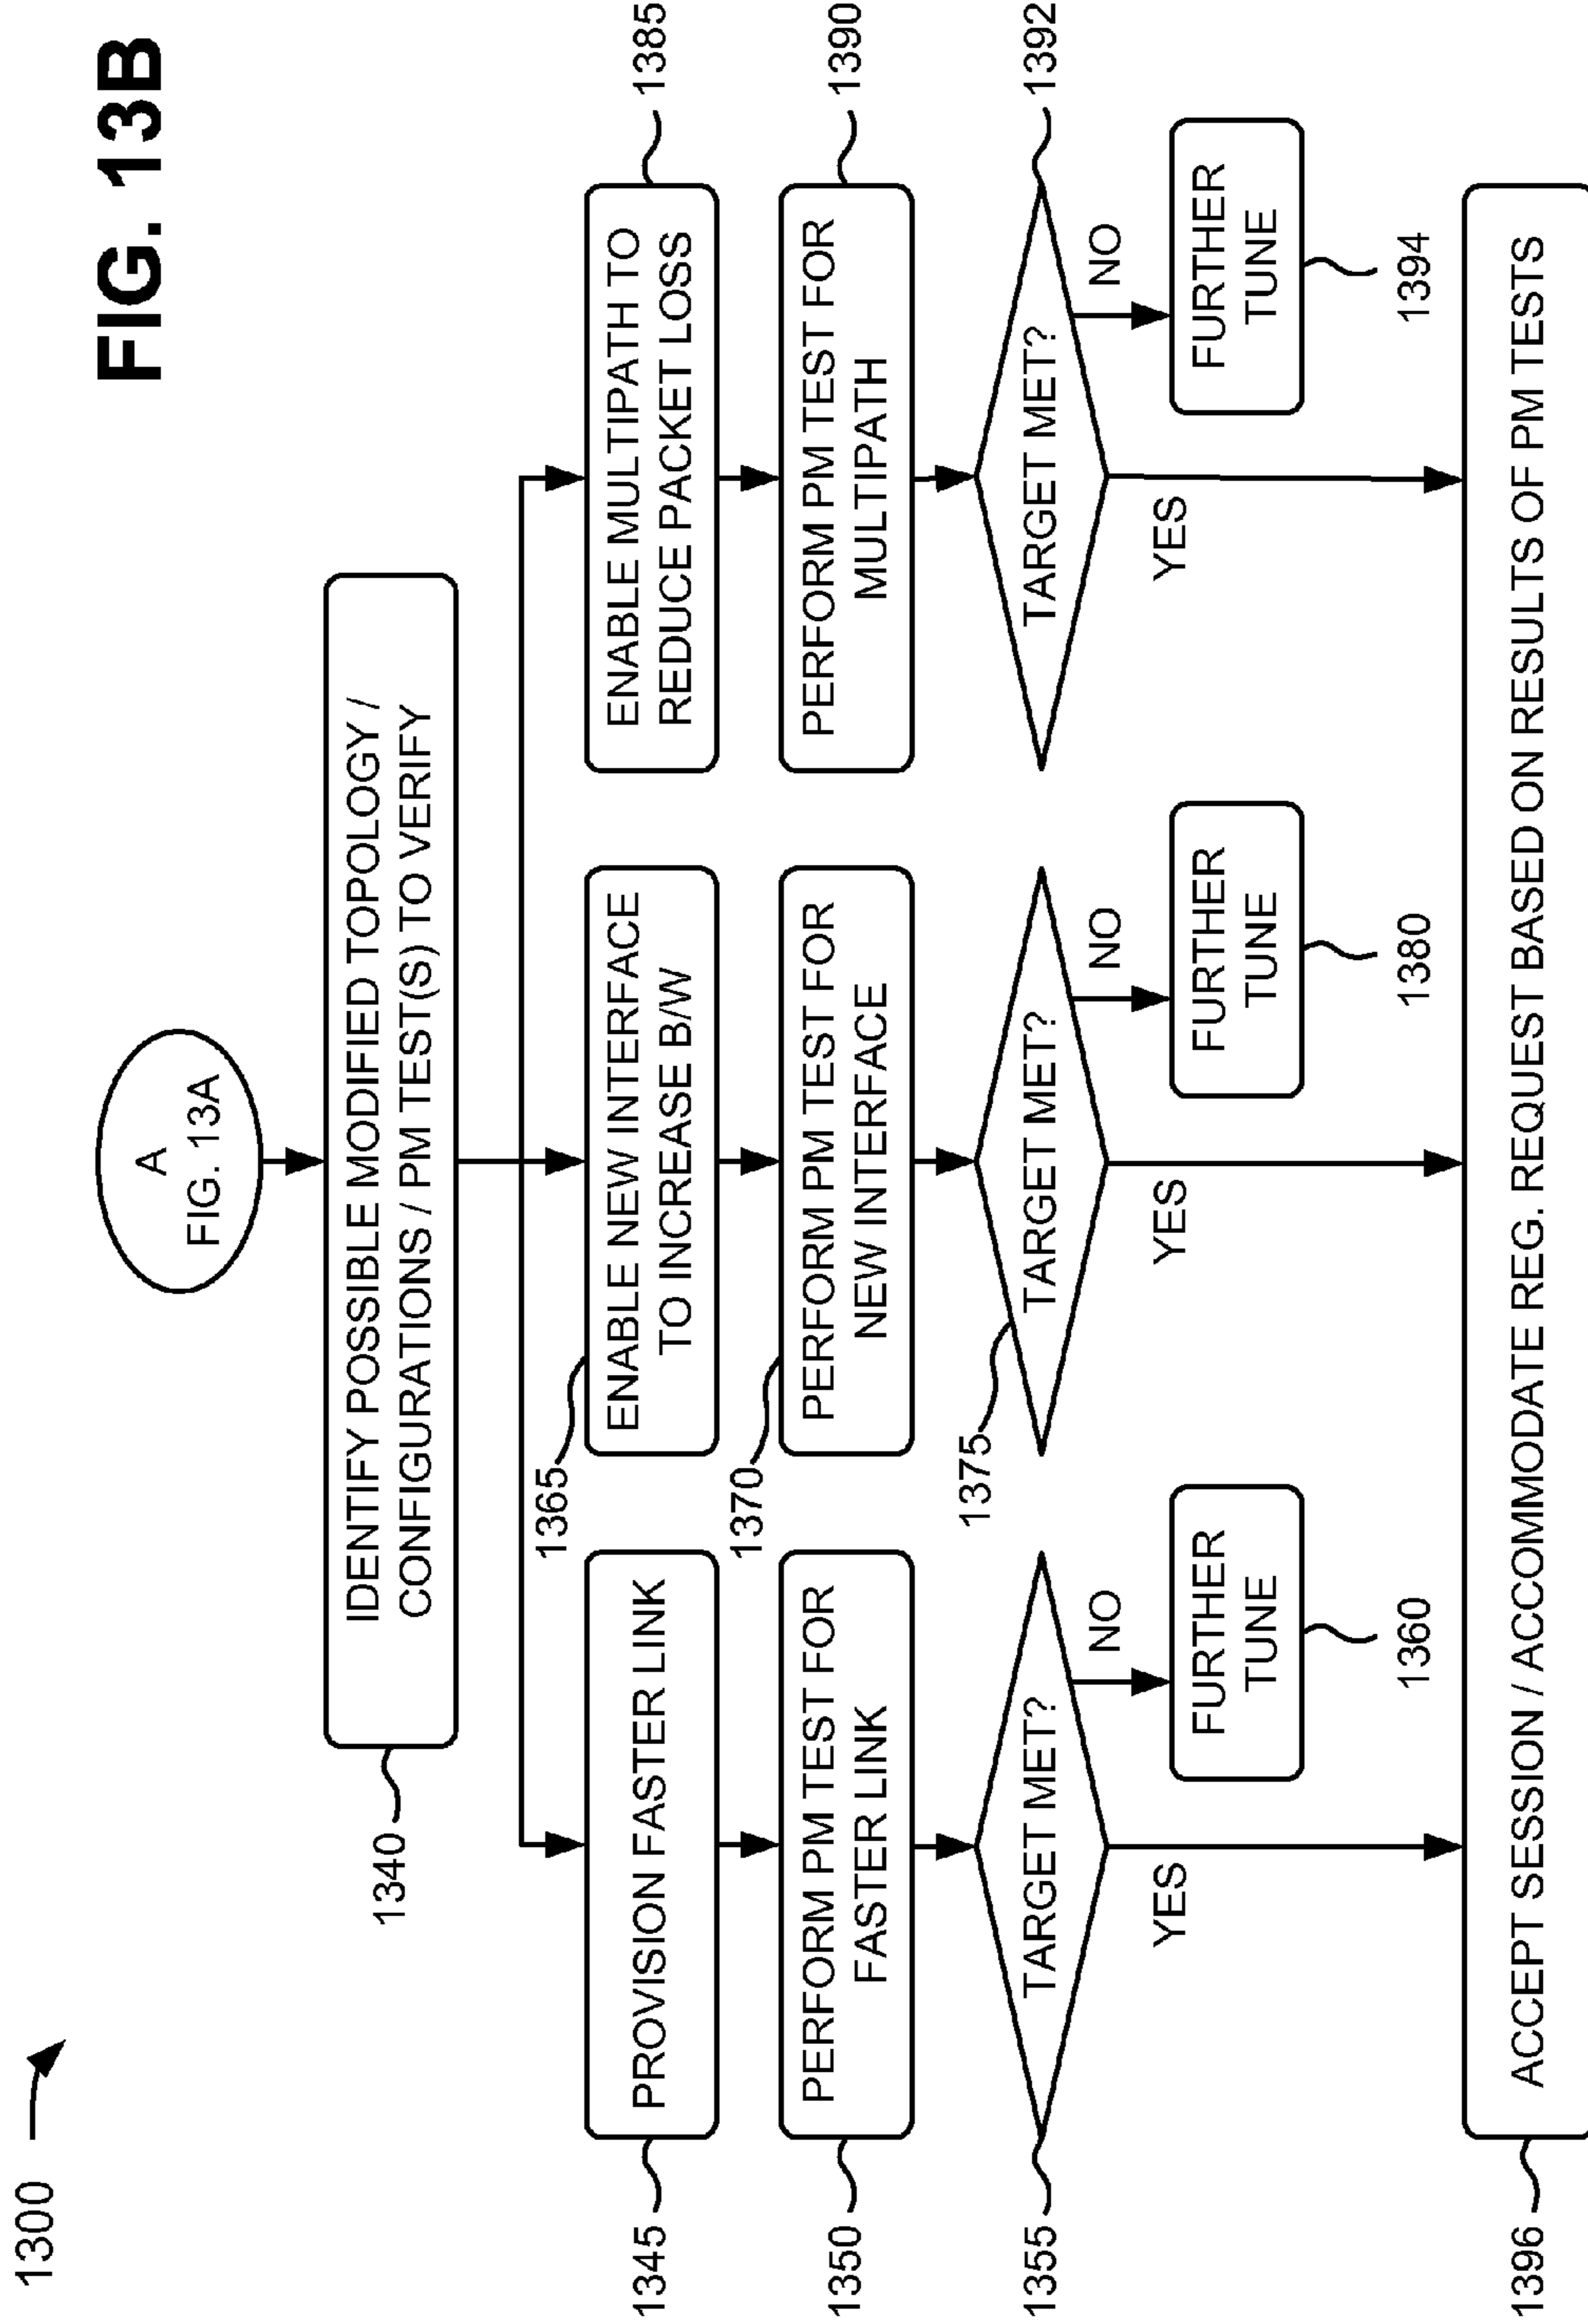 1300
FIG. 13B
A
FIG. 13A
1340
IDENTIFY POSSIBLE MODIFIED TOPOLOGY /
CONFIGURATIONS / PM TEST(S) TO VERIFY
1345
PROVISION FASTER LINK
1350
PERFORM PM TEST FOR
FASTER LINK
1355
TARGET MET?
NO
YES
FURTHER
TUNE
1360
1365
ENABLE NEW INTERFACE
TO INCREASE B/W
1370
PERFORM PM TEST FOR
NEW INTERFACE
1375
TARGET MET?
NO
YES
FURTHER
TUNE
1380
ENABLE MULTIPATH TO
REDUCE PACKET LOSS
1385
PERFORM PM TEST FOR
MULTIPATH
1390
TARGET MET?
1392
NO
YES
FURTHER
TUNE
1394
1396
ACCEPT SESSION / ACCOMMODATE REG. REQUEST BASED ON RESULTS OF PM TESTS